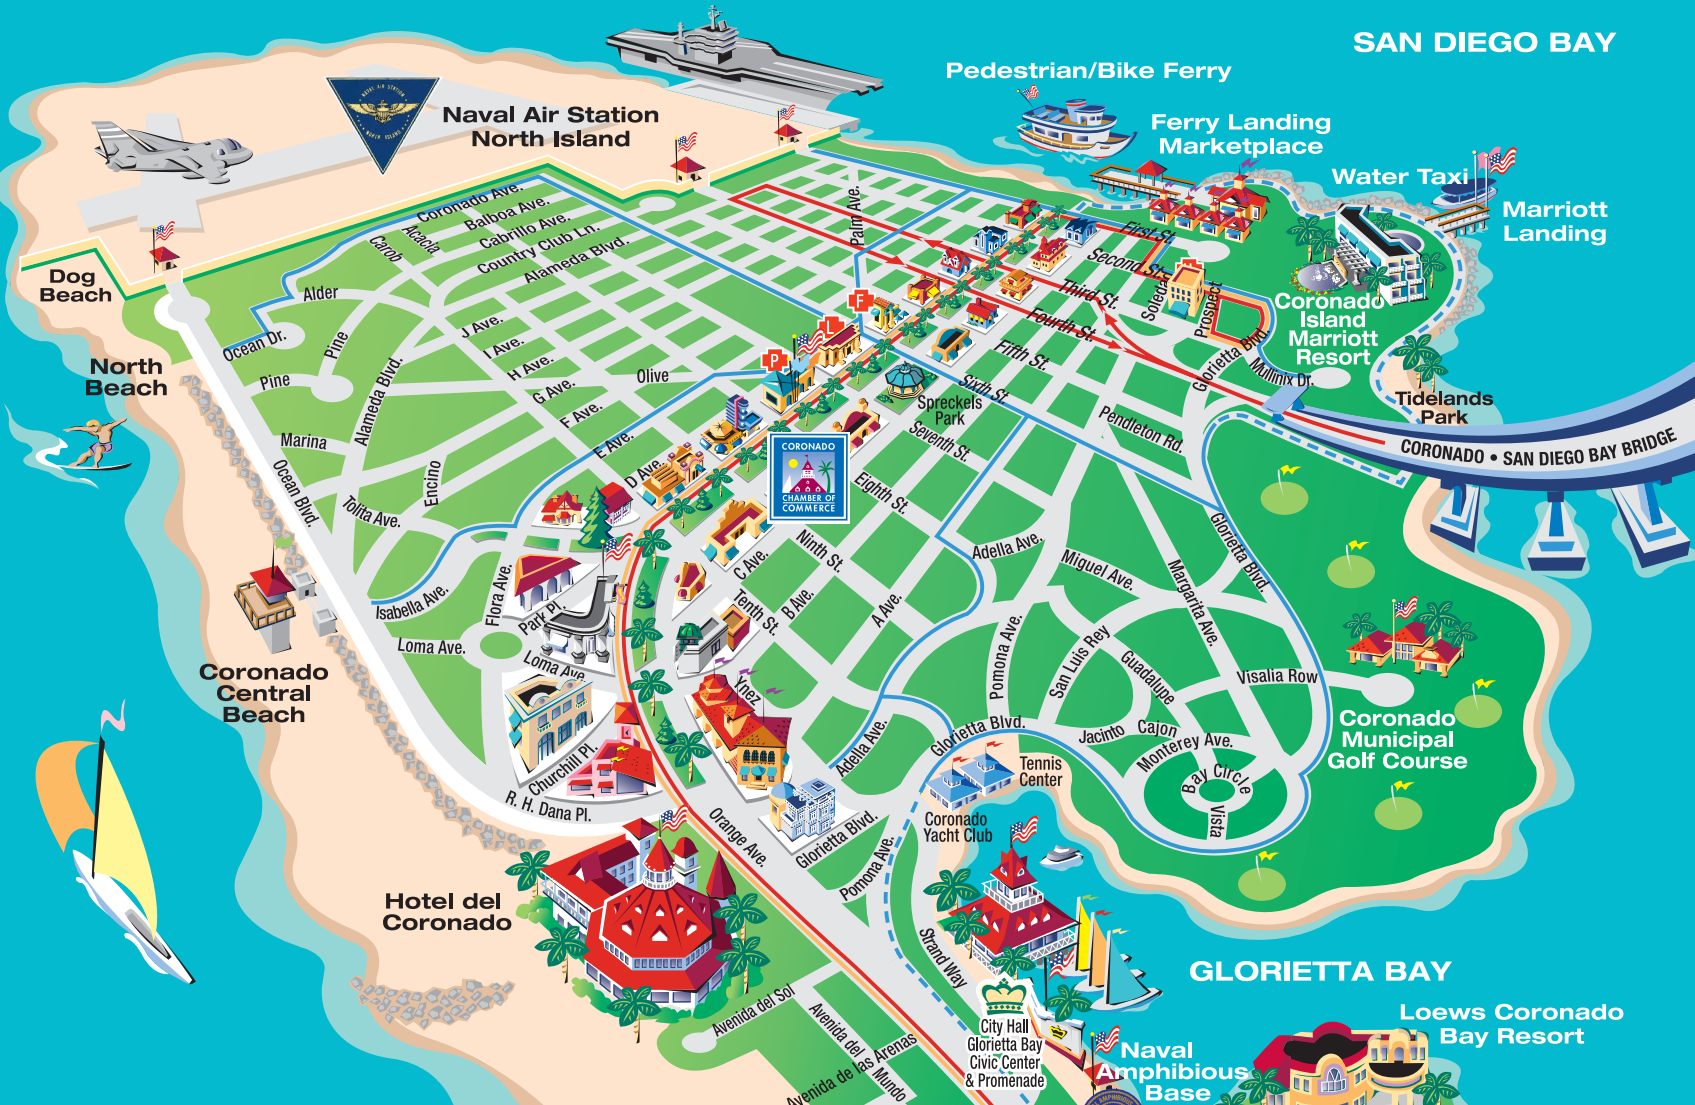 SAN DIEGO BAY
Pedestrian/Bike Ferry
Ferry Landing
Marketplace
Water Taxi
Marriott
Landing
Naval Air Station
North Island
NAVAL AIR STATION
NORTH ISLAND
Coronado Ave.
Balboa Ave.
Cabrillo Ave.
Country Club Ln.
Alameda Blvd.
Acacia
Carob
Palm Ave.
First St.
Second St.
Third St.
Fourth St.
Fifth St.
Sixth St.
Seventh St.
Eighth St.
Ninth St.
Tenth St.
Soledad
Prospect
Glorietta Blvd.
Mullinix Dr.
Coronado
Island
Marriott
Resort
Tidelands
Park
CORONADO • SAN DIEGO BAY BRIDGE
Dog
Beach
North
Beach
Alder
Ocean Dr.
Pine
Pine
Marina
Ocean Blvd.
Alameda Blvd.
Tolita Ave.
Encino
J Ave.
I Ave.
H Ave.
G Ave.
F Ave.
E Ave.
D Ave.
Olive
F
L
P
Spreckels
Park
Pendleton Rd.
CORONADO
CHAMBER OF
COMMERCE
C Ave.
B Ave.
A Ave.
Isabella Ave.
Flora Ave.
Park Pl.
Loma Ave.
Loma Ave.
Churchill Pl.
R. H. Dana Pl.
Ynez
Adella Ave.
Adella Ave.
Miguel Ave.
Margarita Ave.
Glorietta Blvd.
Pomona Ave.
San Luis Rey
Guadalupe
Visalia Row
Glorietta Blvd.
Jacinto
Cajon
Monterey Ave.
Bay Circle
Vista
Coronado
Municipal
Golf Course
Coronado
Central
Beach
Tennis
Center
Coronado
Yacht Club
Orange Ave.
Glorietta Blvd.
Pomona Ave.
Strand Way
Hotel del
Coronado
Avenida del Sol
Avenida del
Mundo
Avenida de las Arenas
City Hall
Glorietta Bay
Civic Center
& Promenade
GLORIETTA BAY
Naval
Amphibious
Base
Loews Coronado
Bay Resort